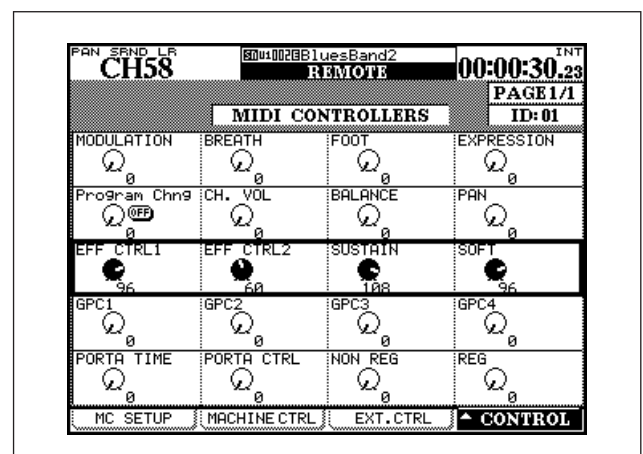 PAN SRND LR BluesBand2 INT
CH58 REMOTE 00:00:30.23
PAGE1/1
MIDI CONTROLLERS ID:01
MODULATION BREATH FOOT EXPRESSION
0 0 0 0
Program Chng CH. VOL BALANCE PAN
OFF
0 0 0 0
EFF CTRL1 EFF CTRL2 SUSTAIN SOFT
96 60 108 96
GPC1 GPC2 GPC3 GPC4
0 0 0 0
PORTA TIME PORTA CTRL NON REG REG
0 0 0 0
MC SETUP MACHINE CTRL EXT.CTRL CONTROL